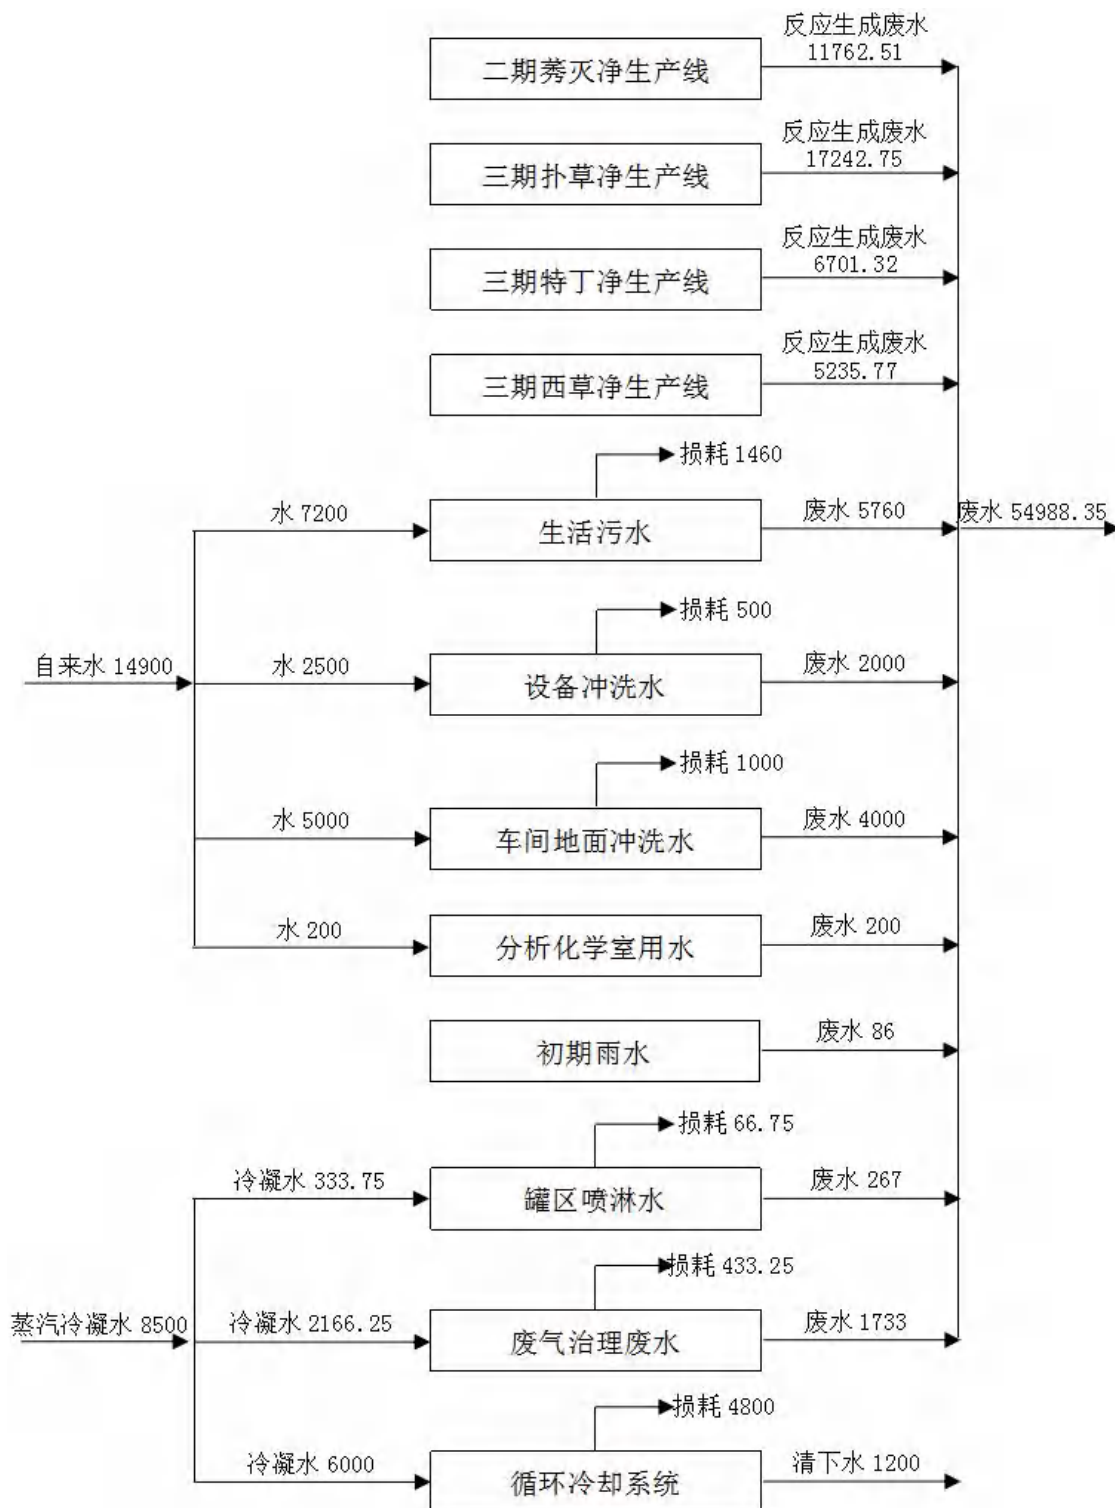 反应生成废水
11762.51
二期莠灭净生产线
反应生成废水
17242.75
三期扑草净生产线
反应生成废水
6701.32
三期特丁净生产线
反应生成废水
5235.77
三期西草净生产线
损耗 1460
水 7200
生活污水
废水 5760
废水 54988.35
损耗 500
自来水 14900
水 2500
设备冲洗水
废水 2000
损耗 1000
水 5000
车间地面冲洗水
废水 4000
水 200
分析化学室用水
废水 200
初期雨水
废水 86
损耗 66.75
冷凝水 333.75
罐区喷淋水
废水 267
损耗 433.25
蒸汽冷凝水 8500
冷凝水 2166.25
废气治理废水
废水 1733
损耗 4800
冷凝水 6000
循环冷却系统
清下水 1200